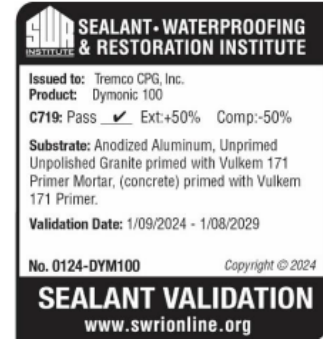 SWR
INSTITUTE
SEALANT • WATERPROOFING
& RESTORATION INSTITUTE
Issued to: Tremco CPG, Inc.
Product: Dymonic 100
C719: Pass ✔ Ext:+50% Comp:-50%
Substrate: Anodized Aluminum, Unprimed
Unpolished Granite primed with Vulkem 171
Primer Mortar, (concrete) primed with Vulkem
171 Primer.
Validation Date: 1/09/2024 - 1/08/2029
No. 0124-DYM100 Copyright © 2024
SEALANT VALIDATION
www.swrionline.org